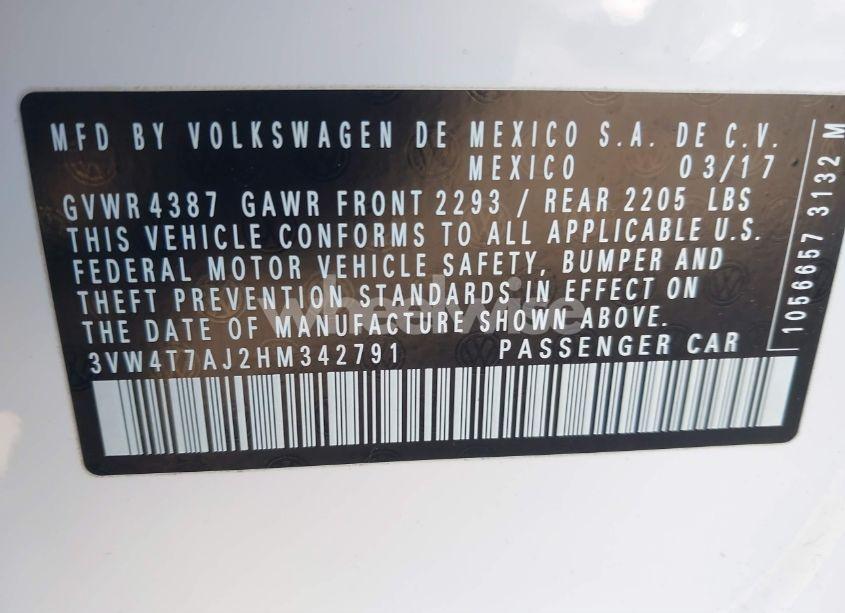 MFD BY VOLKSWAGEN DE MEXICO S.A. DE C.V.
MEXICO 03/17
GVWR 4387 GAWR FRONT 2293 / REAR 2205 LBS
THIS VEHICLE CONFORMS TO ALL APPLICABLE U.S.
FEDERAL MOTOR VEHICLE SAFETY, BUMPER AND
THEFT PREVENTION STANDARDS IN EFFECT ON
THE DATE OF MANUFACTURE SHOWN ABOVE.
3VW4T7AJ2HM342791 PASSENGER CAR
1056657 3132 M
wheelvise